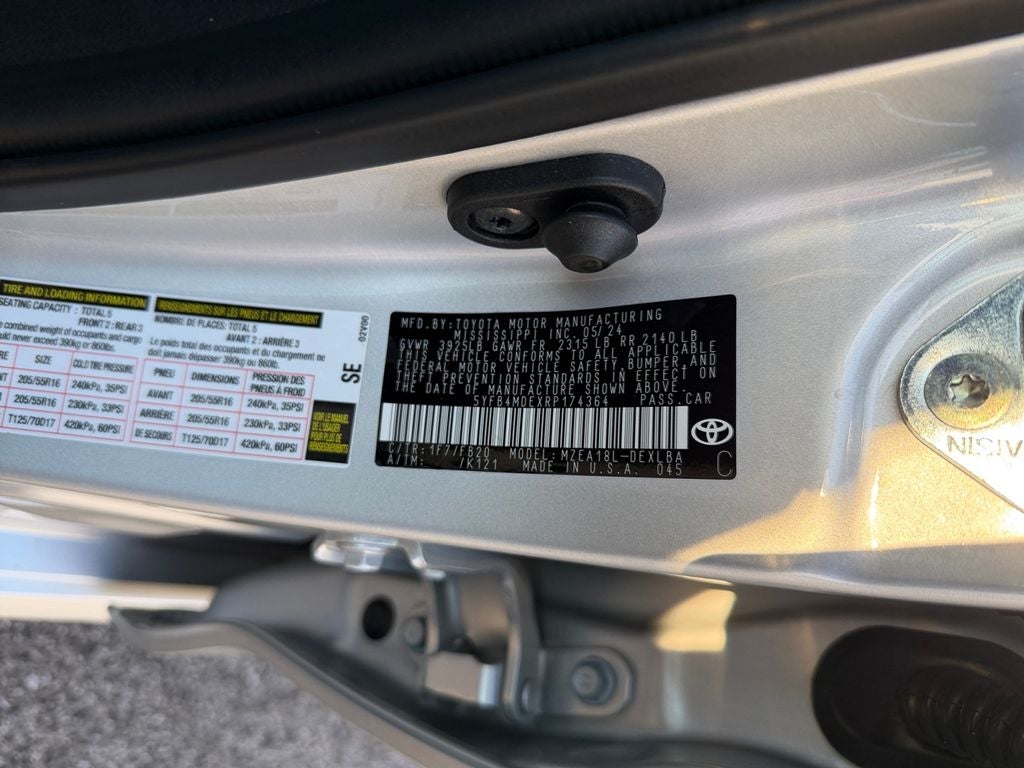 TIRE AND LOADING INFORMATION
SEATING CAPACITY : TOTAL 5
FRONT 2 : REAR 3
combined weight of occupants and cargo
should never exceed 390kg or 860lbs.
SIZE COLD TIRE PRESSURE
205/55R16 240kPa, 35PSI
205/55R16 230kPa, 33PSI
T125/70D17 420kPa, 60PSI
RENSEIGNEMENTS SUR LES PNEUS ET LE CHARGEMENT
NOMBRE DE PLACES: TOTAL 5
AVANT 2 : ARRIÈRE 3
total des occupants et du chargement ne
doit jamais dépasser 390kg ou 860lb.
PNEU DIMENSIONS PRESSION DES PNEUS À FROID
AVANT 205/55R16 240kPa, 35PSI
ARRIÈRE 205/55R16 230kPa, 33PSI
DE SECOURS T125/70D17 420kPa, 60PSI
02V00
SE
VOIR LE MANUEL
DE L'USAGER
POUR PLUS DE
RENSEIGNEMENTS
MFD.BY:TOYOTA MOTOR MANUFACTURING
MISSISSIPPI, INC. 05/24
GVWR 3925 LB GAWR FR 2315 LB RR 2140 LB
THIS VEHICLE CONFORMS TO ALL APPLICABLE
FEDERAL MOTOR VEHICLE SAFETY, BUMPER, AND
THEFT PREVENTION STANDARDS IN EFFECT ON
THE DATE OF MANUFACTURE SHOWN ABOVE.
5YFB4MDEXRP174364 PASS.CAR
C/TR:1F7/FB20 MODEL: MZEA18L-DEXLBA
A/TM: /K121 MADE IN U.S.A. 045
C
AISIN